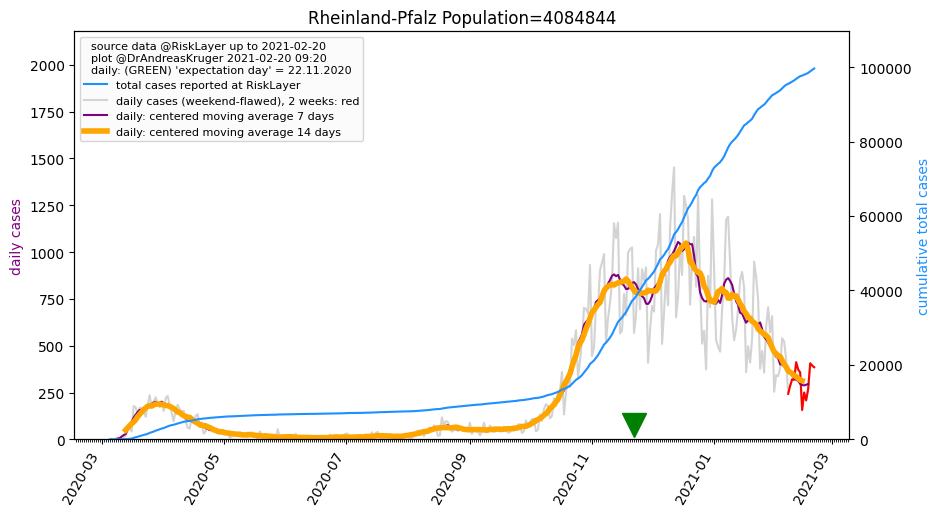 Rheinland-Pfalz Population=4084844
source data @RiskLayer up to 2021-02-20
plot @DrAndreasKruger 2021-02-20 09:20
daily: (GREEN) 'expectation day' = 22.11.2020
total cases reported at RiskLayer
daily cases (weekend-flawed), 2 weeks: red
daily: centered moving average 7 days
daily: centered moving average 14 days
daily cases
2000
1750
1500
1250
1000
750
500
250
0
100000
80000
60000
40000
20000
0
cumulative total cases
2020-03
2020-05
2020-07
2020-09
2020-11
2021-01
2021-03